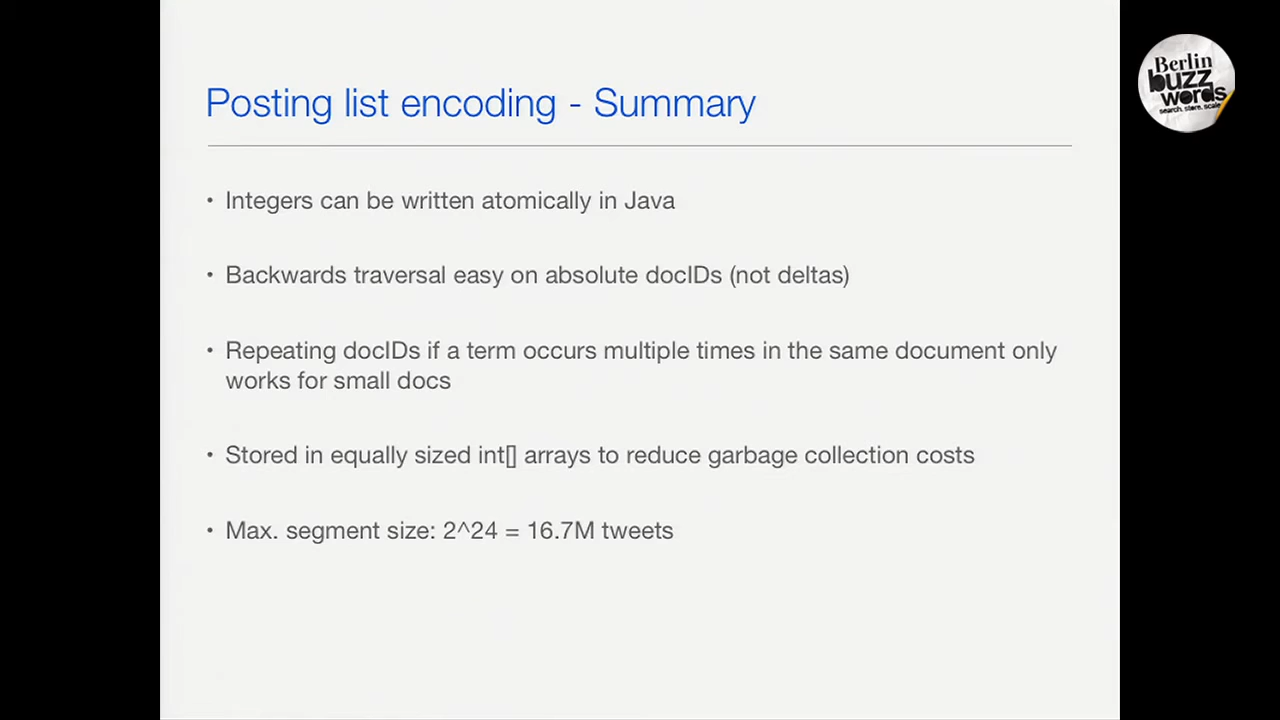 Posting list encoding - Summary
• Integers can be written atomically in Java
• Backwards traversal easy on absolute docIDs (not deltas)
• Repeating docIDs if a term occurs multiple times in the same document only
works for small docs
• Stored in equally sized int[] arrays to reduce garbage collection costs
• Max. segment size: 2^24 = 16.7M tweets
Berlin
buzz
words
search. store. scale.